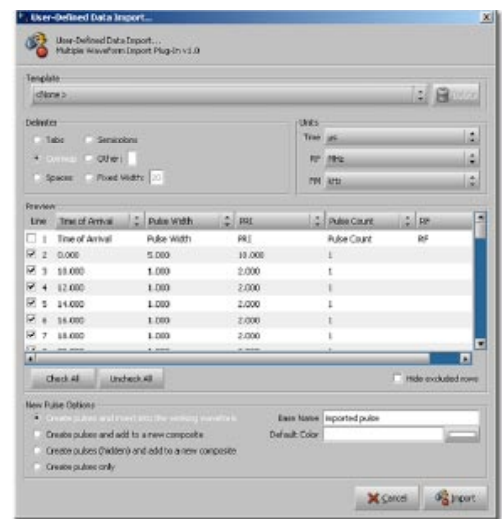 User-Defined Data Import...
User-Defined Data Import...
Multiple Waveform Import Plug-In v1.0
Template
<None>
Delimiter
Tabs Semicolons
Comma Other:
Spaces Fixed Width: 20
Units
Time µs
RF MHz
FM kHz
Preview
Line Time of Arrival Pulse Width PRI Pulse Count RF
1 Time of Arrival Pulse Width PRI Pulse Count RF
2 0.000 5.000 10.000 1
3 10.000 1.000 2.000 1
4 12.000 1.000 2.000 1
5 14.000 1.000 2.000 1
6 16.000 1.000 2.000 1
7 18.000 1.000 2.000 1
Check All Uncheck All Hide excluded rows
New Pulse Options
Create pulses and insert into the working waveform
Create pulses and add to a new composite
Create pulses (hidden) and add to a new composite
Create pulses only
Base Name imported pulse
Default Color
Cancel Import